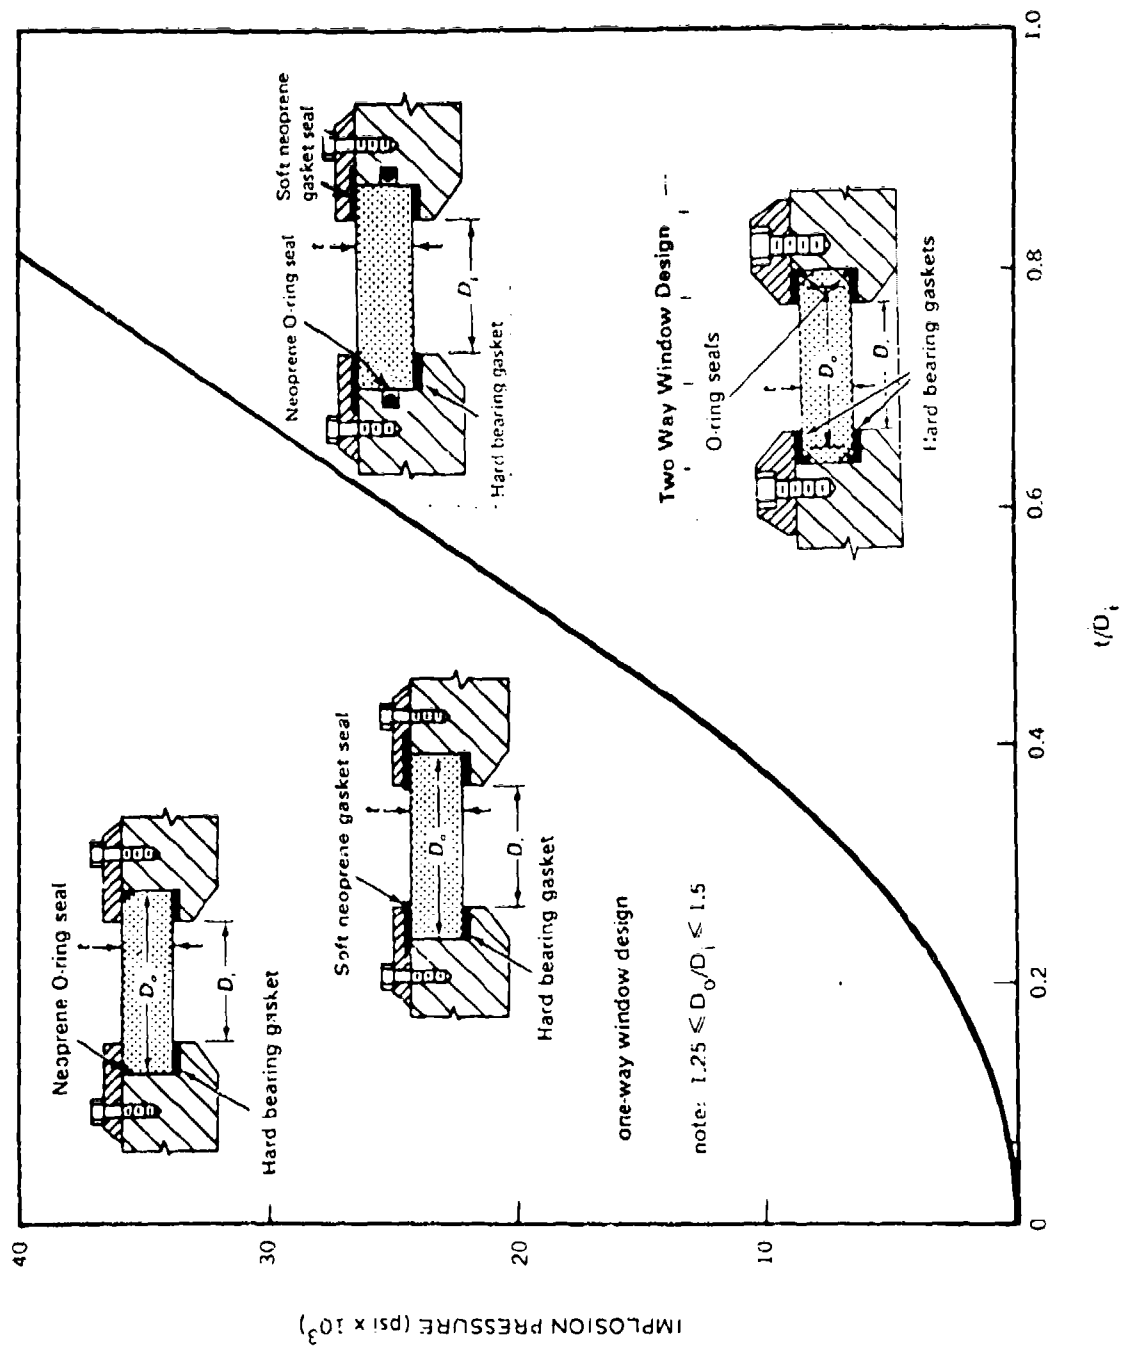 IMPLOSION PRESSURE (psi x 10³)
40
30
20
10
0
0.2
0.4
0.6
0.8
1.0
t/Dᵢ
Neoprene O-ring seal
t
Dₒ
Dᵢ
Hard bearing gasket
Soft neoprene gasket seal
t
Dₒ
D
Hard bearing gasket
one-way window design
note: 1.25 ≤ Dₒ/Dᵢ ≤ 1.5
Soft neoprene
gasket seal
Neoprene O-ring seal
t
Dᵢ
Hard bearing gasket
Two Way Window Design
O-ring seals
t
Dₒ
D
Hard bearing gaskets